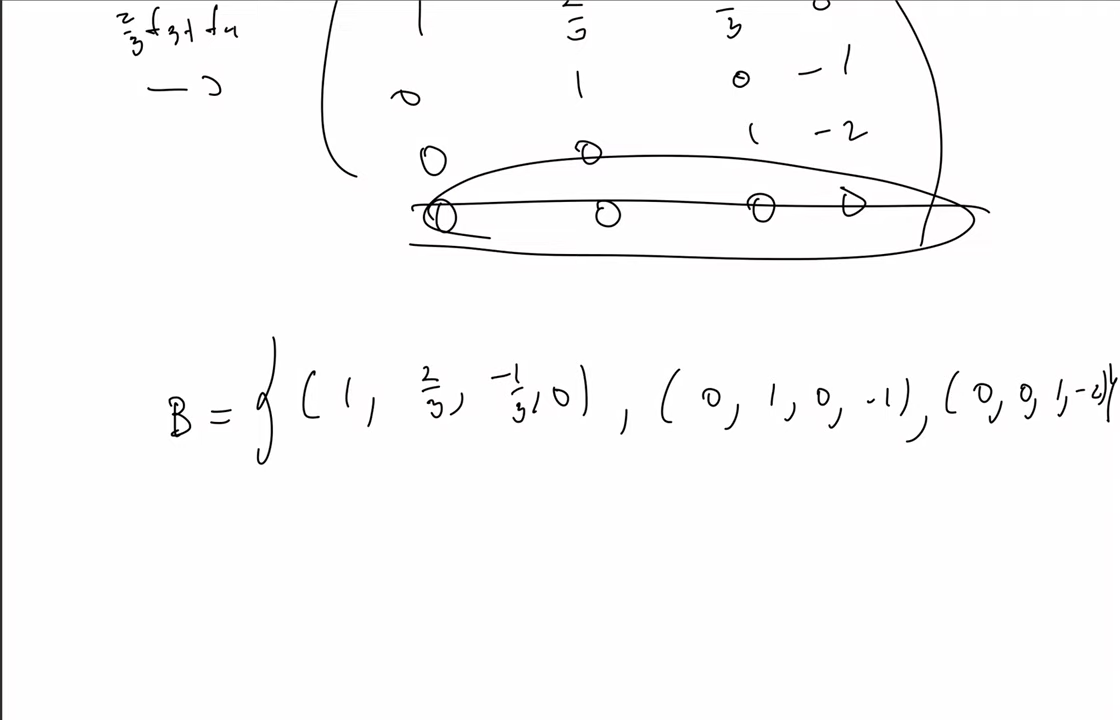 2/3 f3 + f4
1 2/3 -/3 0
→ 0 1 0 -1
0 0 1 -2
0 0 0 0
B = { (1, 2/3, -1/3, 0), (0, 1, 0, -1), (0, 0, 1, -2) }